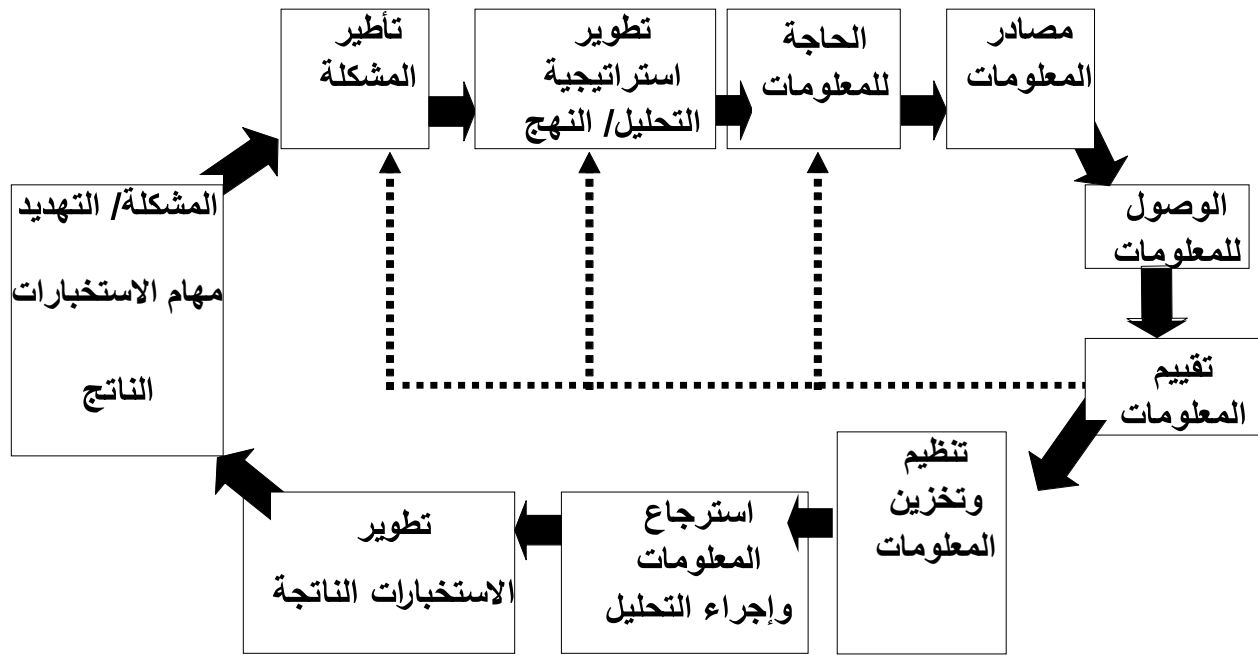 تأطير
المشكلة
تطوير
استراتيجية
التحليل/ النهج
الحاجة
للمعلومات
مصادر
المعلومات
الوصول
للمعلومات
تقييم
المعلومات
تنظيم
وتخزين
المعلومات
استرجاع
المعلومات
وإجراء التحليل
تطوير
الاستخبارات الناتجة
المشكلة/ التهديد
مهام الاستخبارات
الناتج